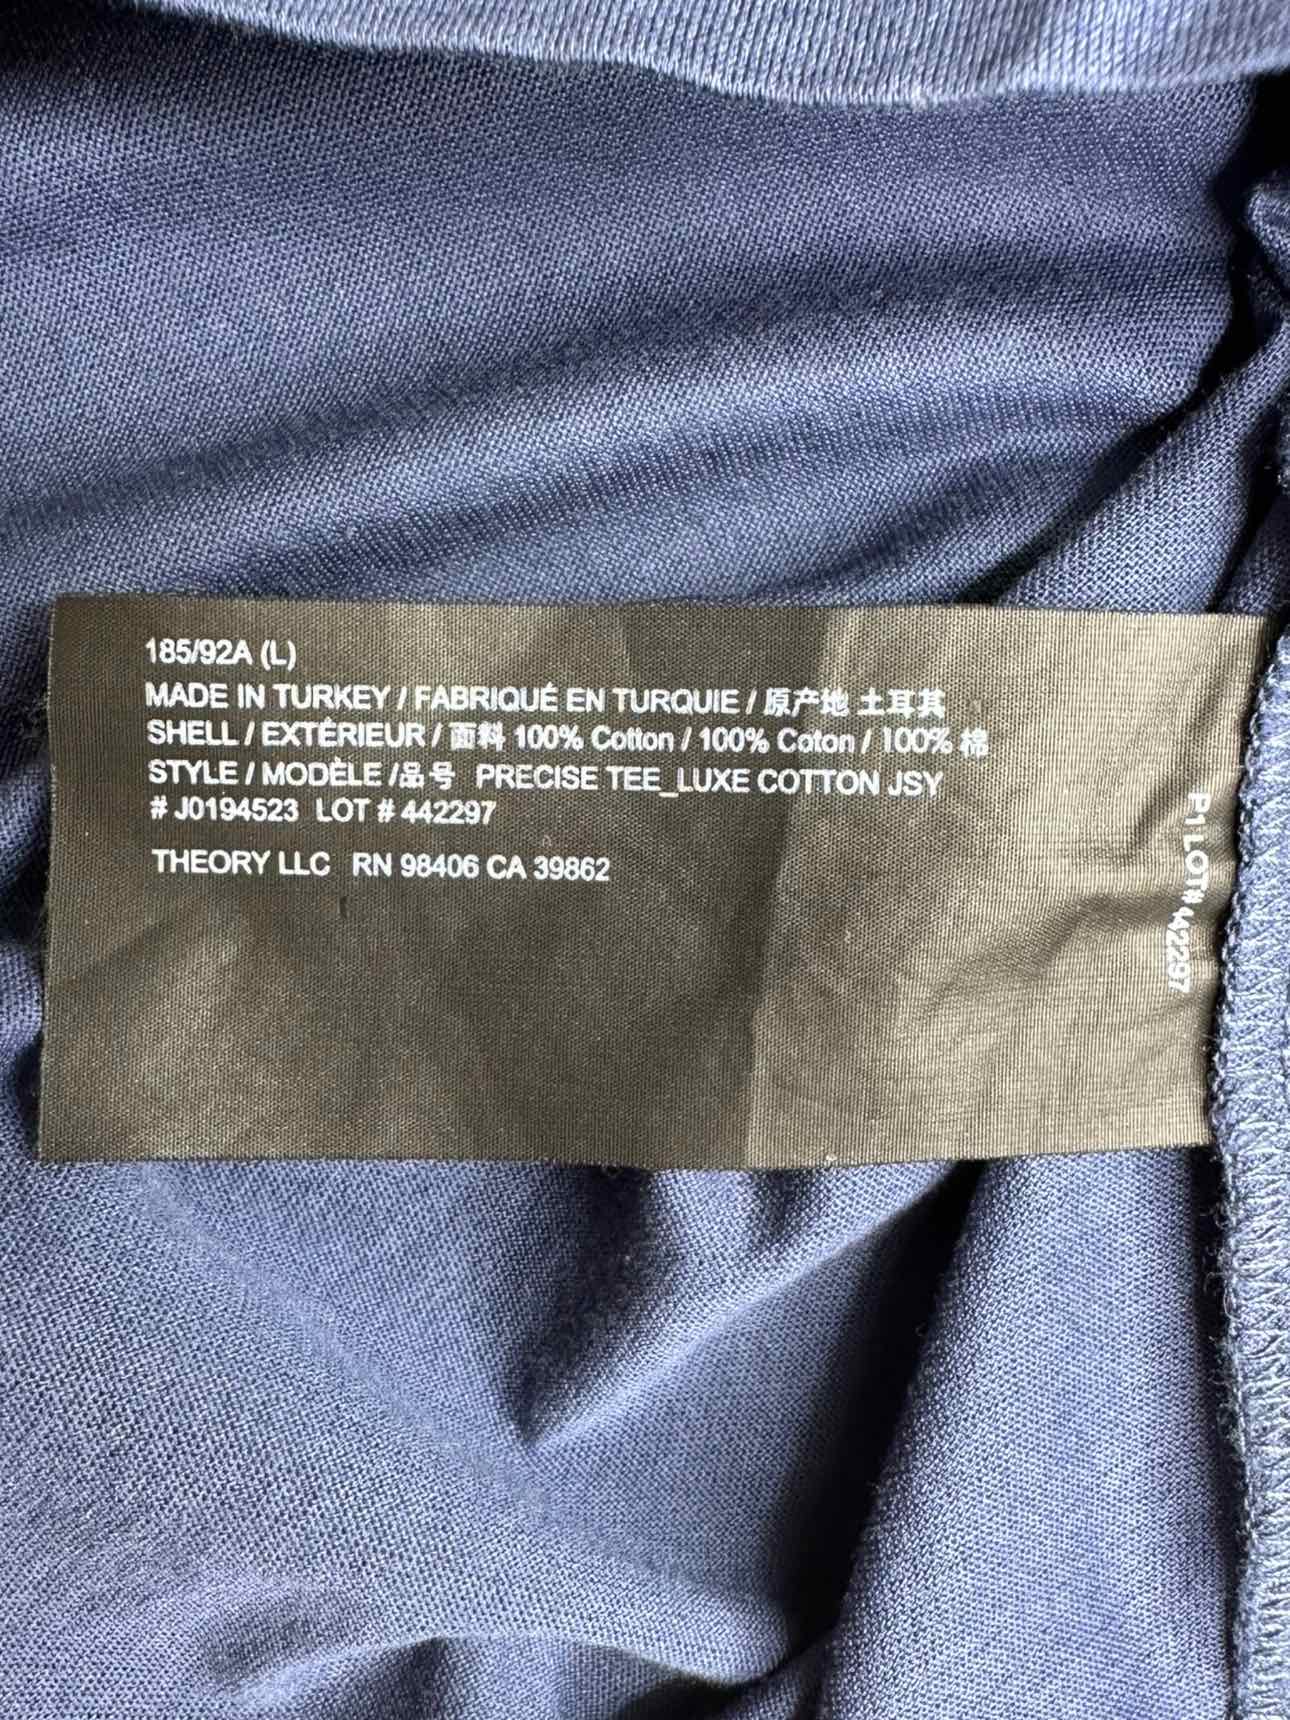 185/92A (L)
MADE IN TURKEY / FABRIQUÉ EN TURQUIE / 原产地 土耳其
SHELL / EXTÉRIEUR / 面料 100% Cotton / 100% Coton / 100% 棉
STYLE / MODÈLE /品号 PRECISE TEE_LUXE COTTON JSY
# J0194523 LOT # 442297
THEORY LLC RN 98406 CA 39862
P1 LOT# 442297